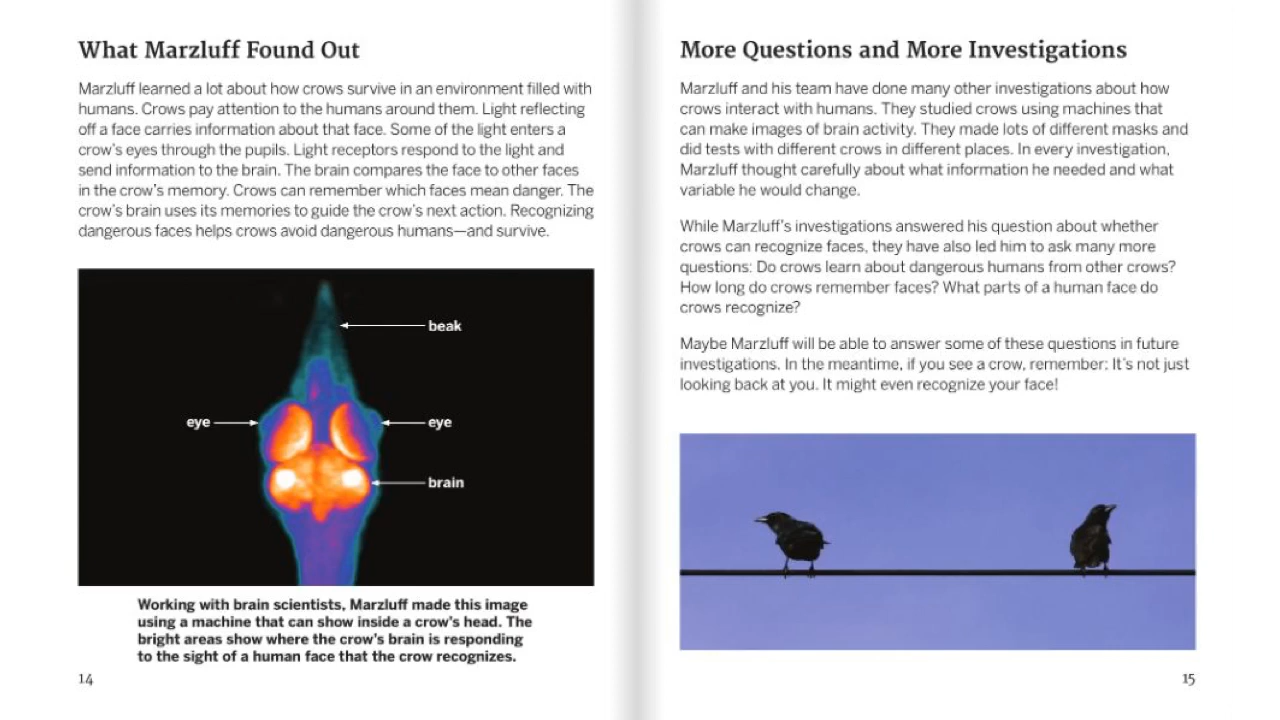 What Marzluff Found Out
Marzluff learned a lot about how crows survive in an environment filled with
humans. Crows pay attention to the humans around them. Light reflecting
off a face carries information about that face. Some of the light enters a
crow's eyes through the pupils. Light receptors respond to the light and
send information to the brain. The brain compares the face to other faces
in the crow's memory. Crows can remember which faces mean danger. The
crow's brain uses its memories to guide the crow's next action. Recognizing
dangerous faces helps crows avoid dangerous humans—and survive.
beak
eye
eye
brain
Working with brain scientists, Marzluff made this image
using a machine that can show inside a crow's head. The
bright areas show where the crow's brain is responding
to the sight of a human face that the crow recognizes.
14
More Questions and More Investigations
Marzluff and his team have done many other investigations about how
crows interact with humans. They studied crows using machines that
can make images of brain activity. They made lots of different masks and
did tests with different crows in different places. In every investigation,
Marzluff thought carefully about what information he needed and what
variable he would change.
While Marzluff's investigations answered his question about whether
crows can recognize faces, they have also led him to ask many more
questions: Do crows learn about dangerous humans from other crows?
How long do crows remember faces? What parts of a human face do
crows recognize?
Maybe Marzluff will be able to answer some of these questions in future
investigations. In the meantime, if you see a crow, remember: It's not just
looking back at you. It might even recognize your face!
15